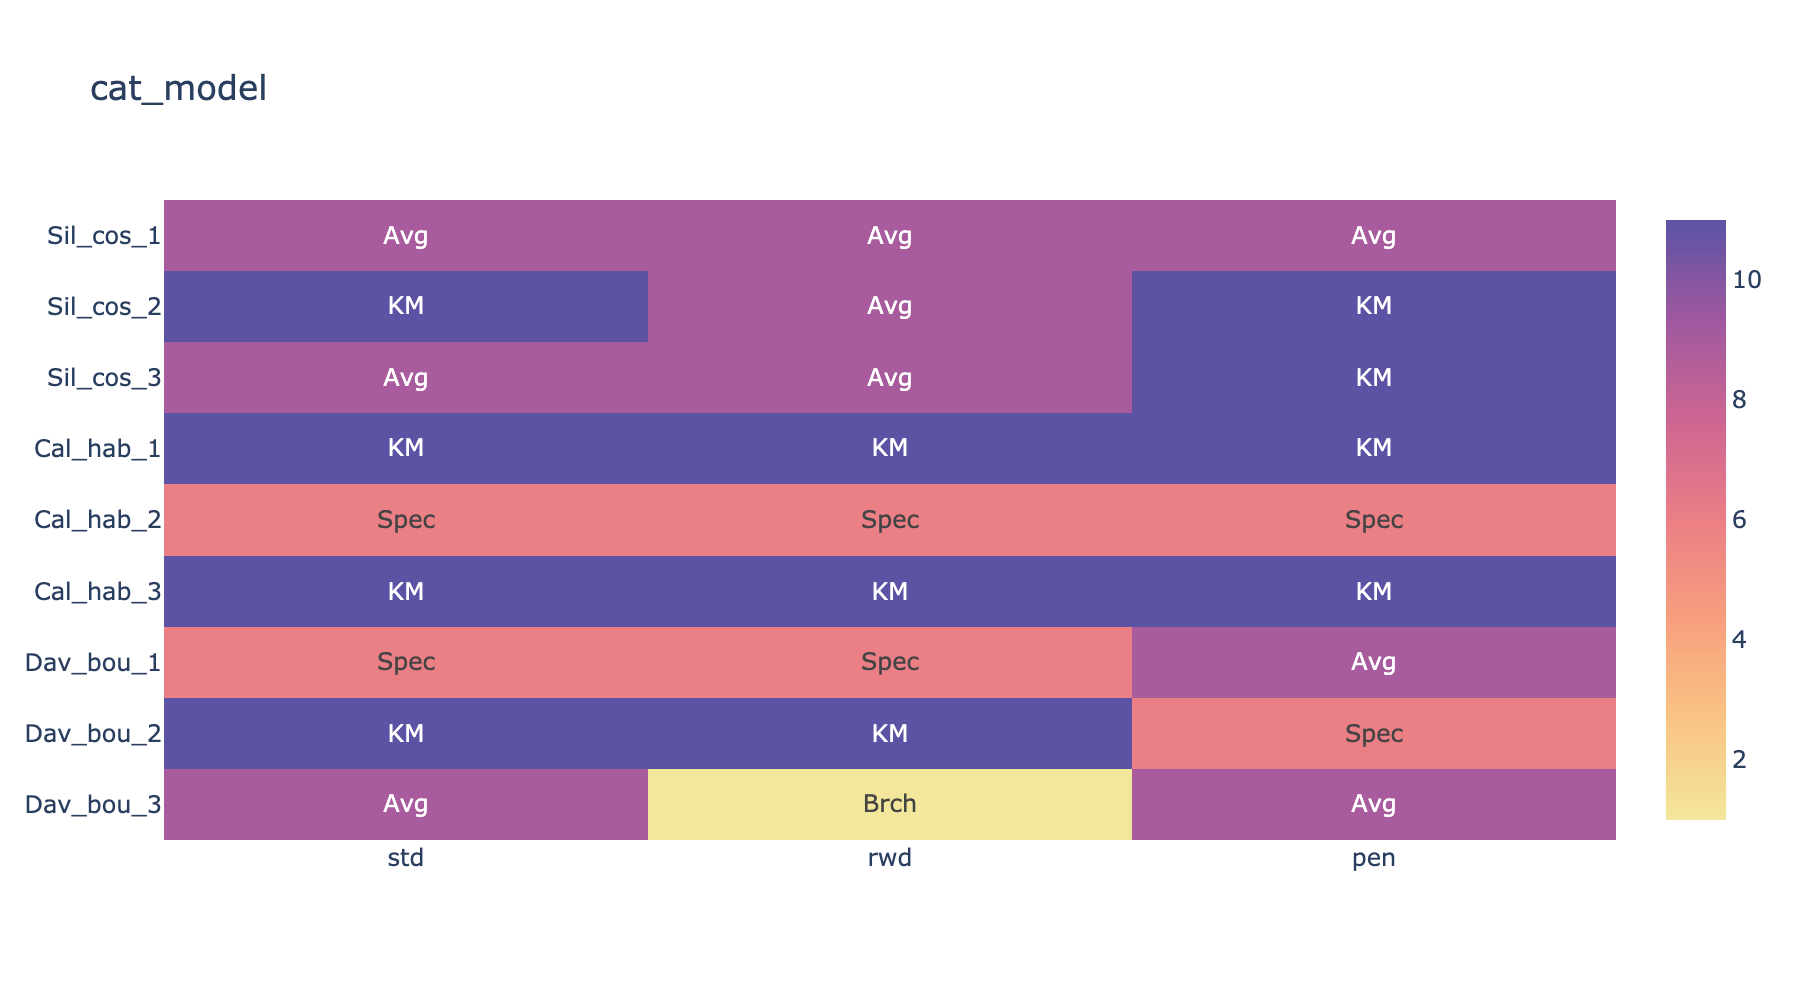 cat_model
Sil_cos_1 Avg Avg Avg
10
Sil_cos_2 KM Avg KM
Sil_cos_3 Avg Avg KM
8
Cal_hab_1 KM KM KM
Cal_hab_2 Spec Spec Spec
6
Cal_hab_3 KM KM KM
4
Dav_bou_1 Spec Spec Avg
Dav_bou_2 KM KM Spec
2
Dav_bou_3 Avg Brch Avg
std rwd pen